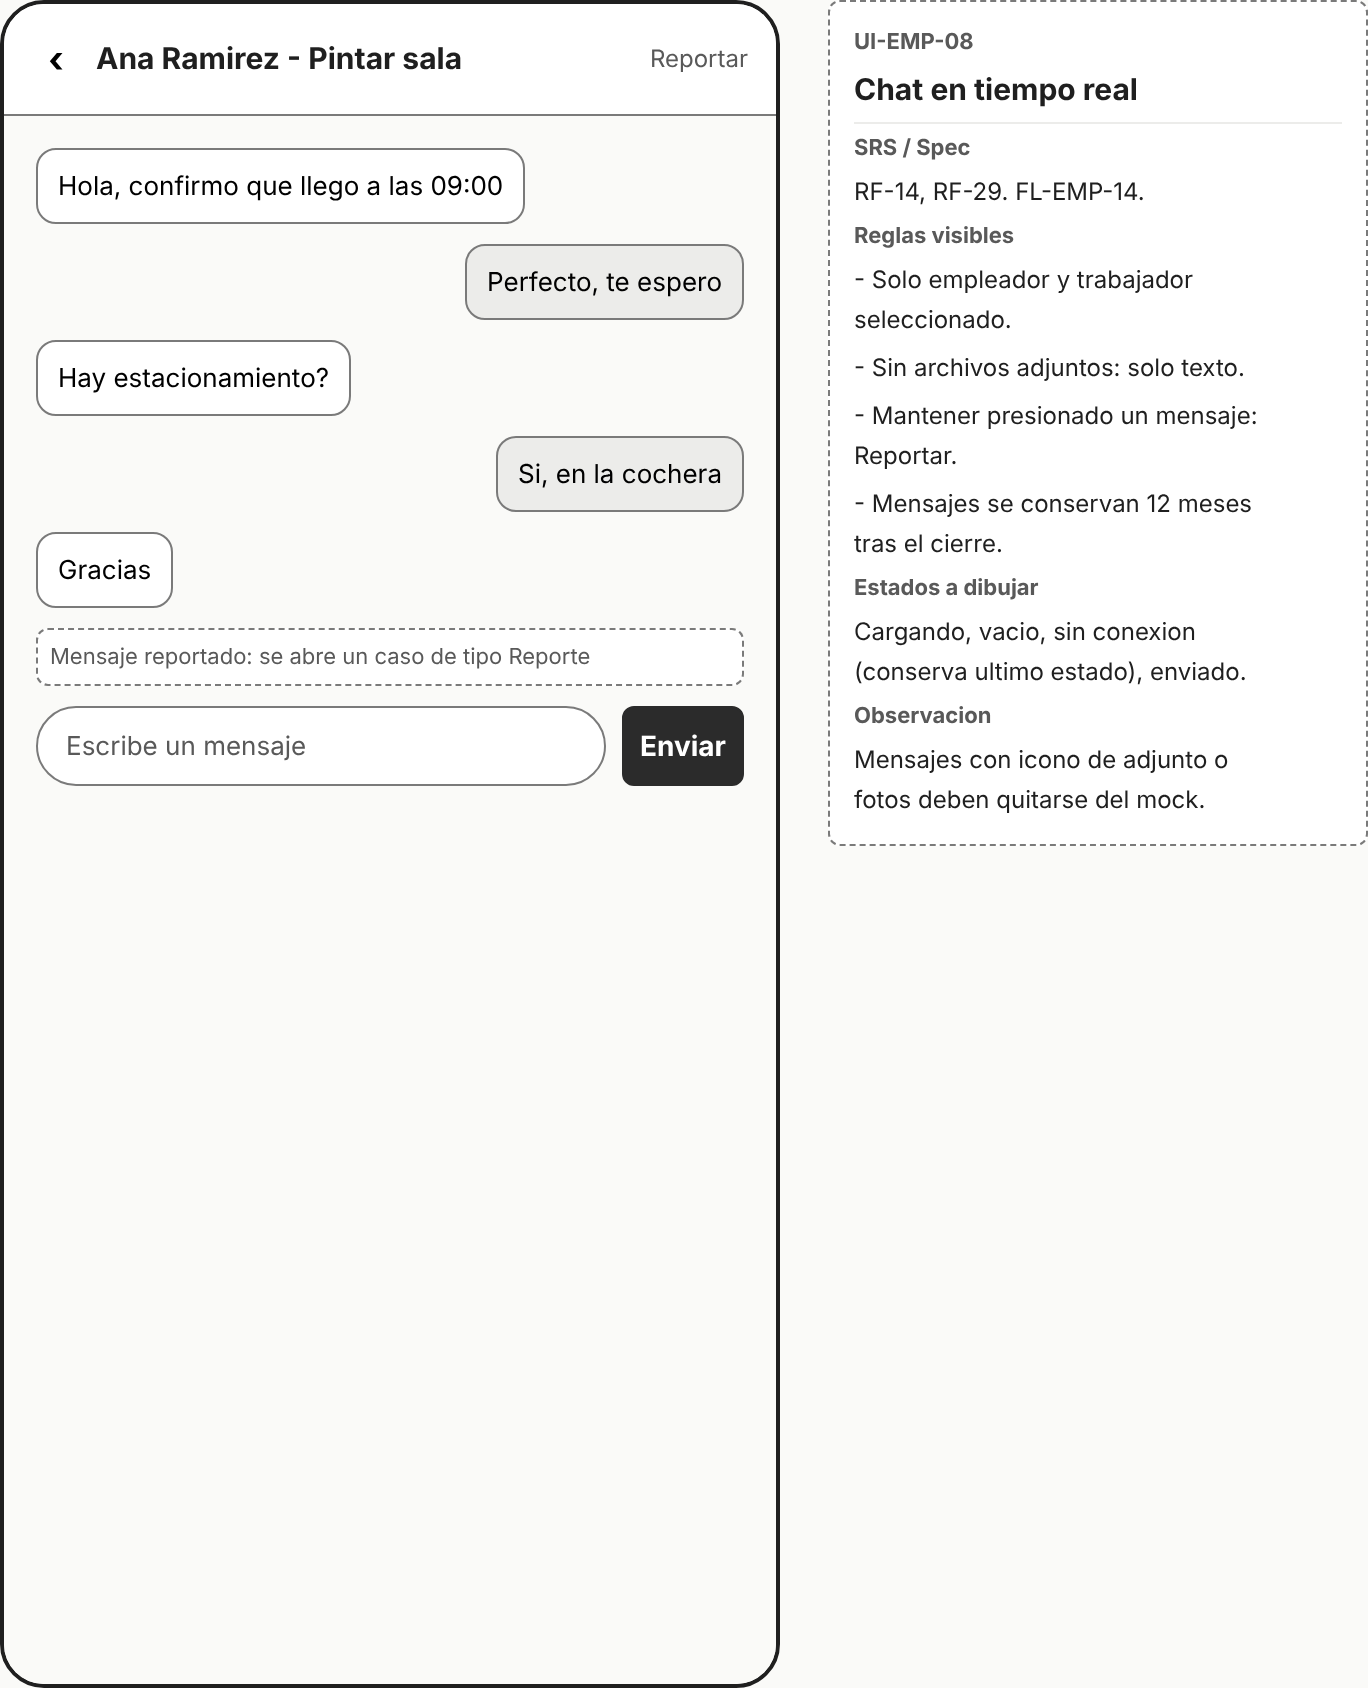 ‹ Ana Ramirez - Pintar sala Reportar
Hola, confirmo que llego a las 09:00
Perfecto, te espero
Hay estacionamiento?
Si, en la cochera
Gracias
Mensaje reportado: se abre un caso de tipo Reporte
Escribe un mensaje Enviar
UI-EMP-08
Chat en tiempo real
SRS / Spec
RF-14, RF-29. FL-EMP-14.
Reglas visibles
- Solo empleador y trabajador
seleccionado.
- Sin archivos adjuntos: solo texto.
- Mantener presionado un mensaje:
Reportar.
- Mensajes se conservan 12 meses
tras el cierre.
Estados a dibujar
Cargando, vacio, sin conexion
(conserva ultimo estado), enviado.
Observacion
Mensajes con icono de adjunto o
fotos deben quitarse del mock.